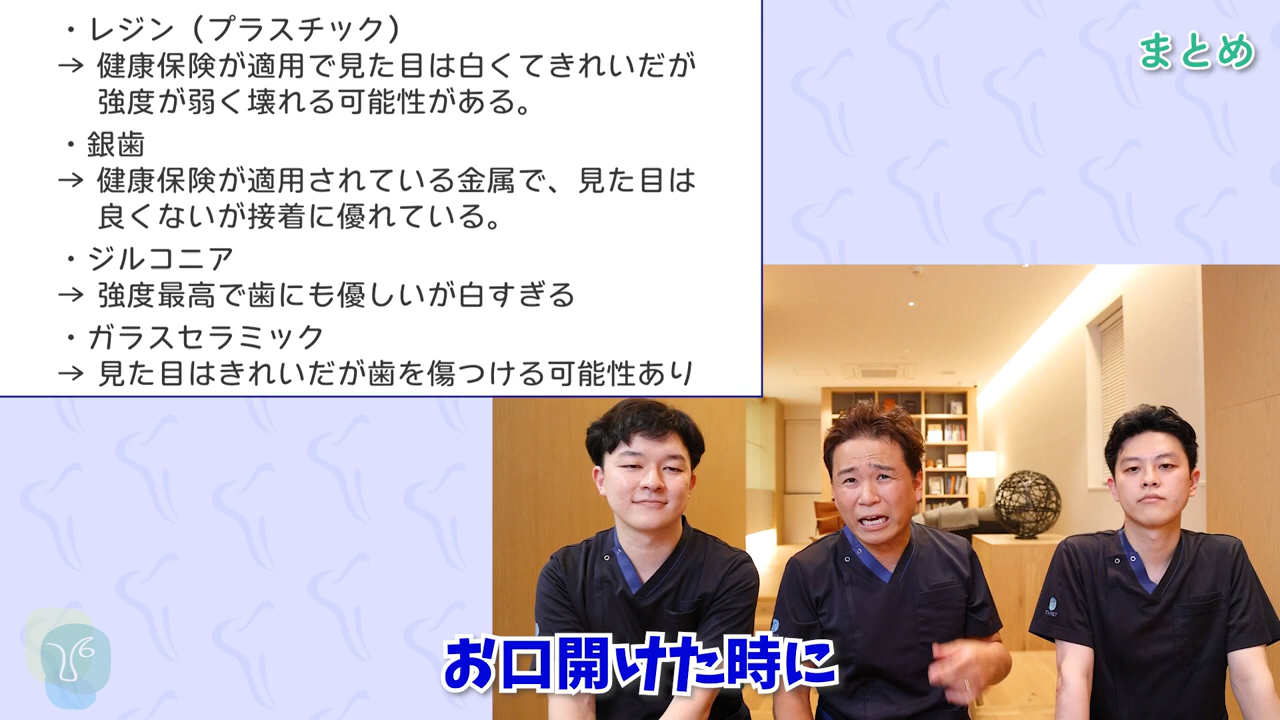 ・レジン（プラスチック）
→ 健康保険が適用で見た目は白くてきれいだが
強度が弱く壊れる可能性がある。
・銀歯
→ 健康保険が適用されている金属で、見た目は
良くないが接着に優れている。
・ジルコニア
→ 強度最高で歯にも優しいが白すぎる
・ガラスセラミック
→ 見た目はきれいだが歯を傷つける可能性あり
まとめ
お口開けた時に